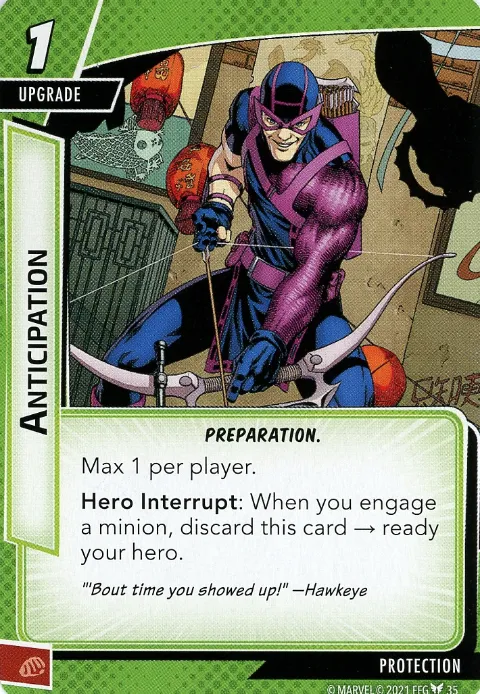 1
UPGRADE
ANTICIPATION
PREPARATION.
Max 1 per player.
Hero Interrupt: When you engage
a minion, discard this card → ready
your hero.
"'Bout time you showed up!" —Hawkeye
PROTECTION
© MARVEL © 2021 FFG 35